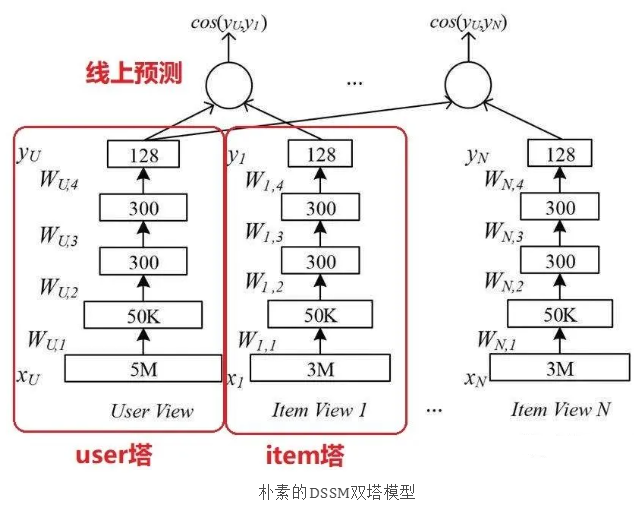 cos(yU,y1)
cos(yU,yN)
线上预测
...
yU
128
y1
128
yN
128
WU,4
W1,4
WN,4
300
300
300
WU,3
W1,3
WN,3
300
300
300
WU,2
W1,2
WN,2
50K
50K
50K
WU,1
W1,1
WN,1
xU
5M
x1
3M
xN
3M
User View
Item View 1
...
Item View N
user塔
item塔
朴素的DSSM双塔模型